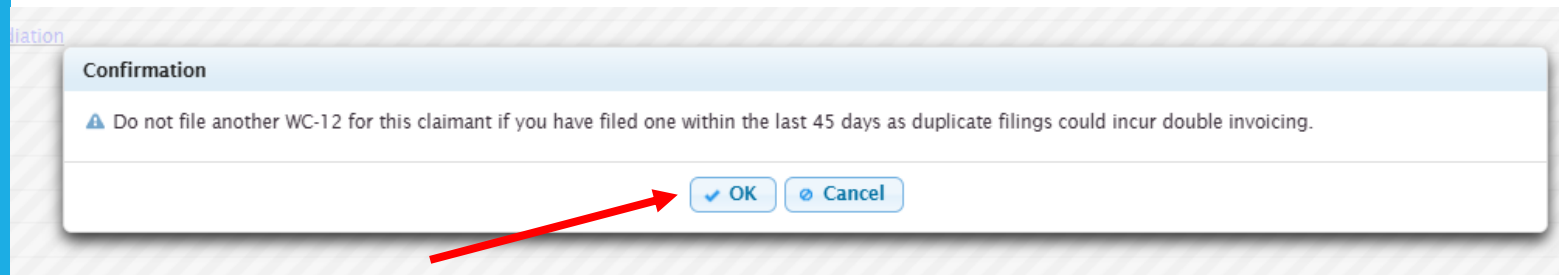 diation
Confirmation
Do not file another WC-12 for this claimant if you have filed one within the last 45 days as duplicate filings could incur double invoicing.
OK Cancel